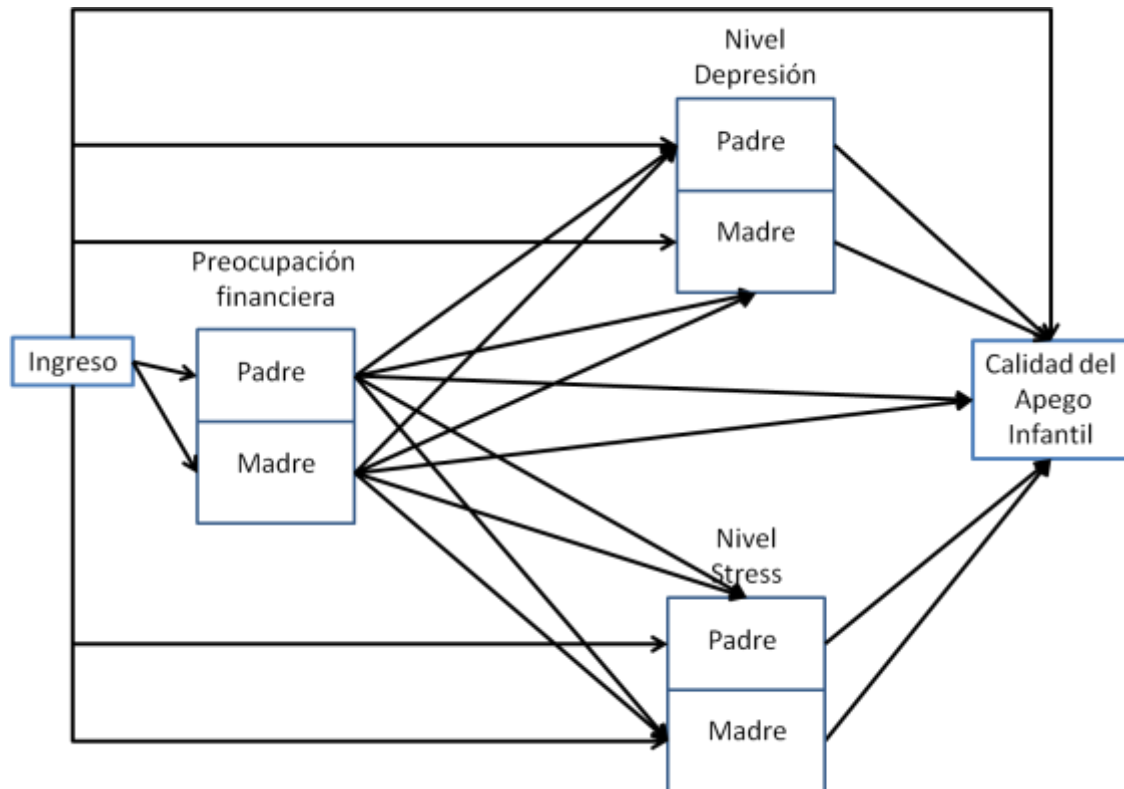 Nivel
Depresión
Padre
Madre
Preocupación
financiera
Padre
Madre
Ingreso
Calidad del
Apego
Infantil
Nivel
Stress
Padre
Madre